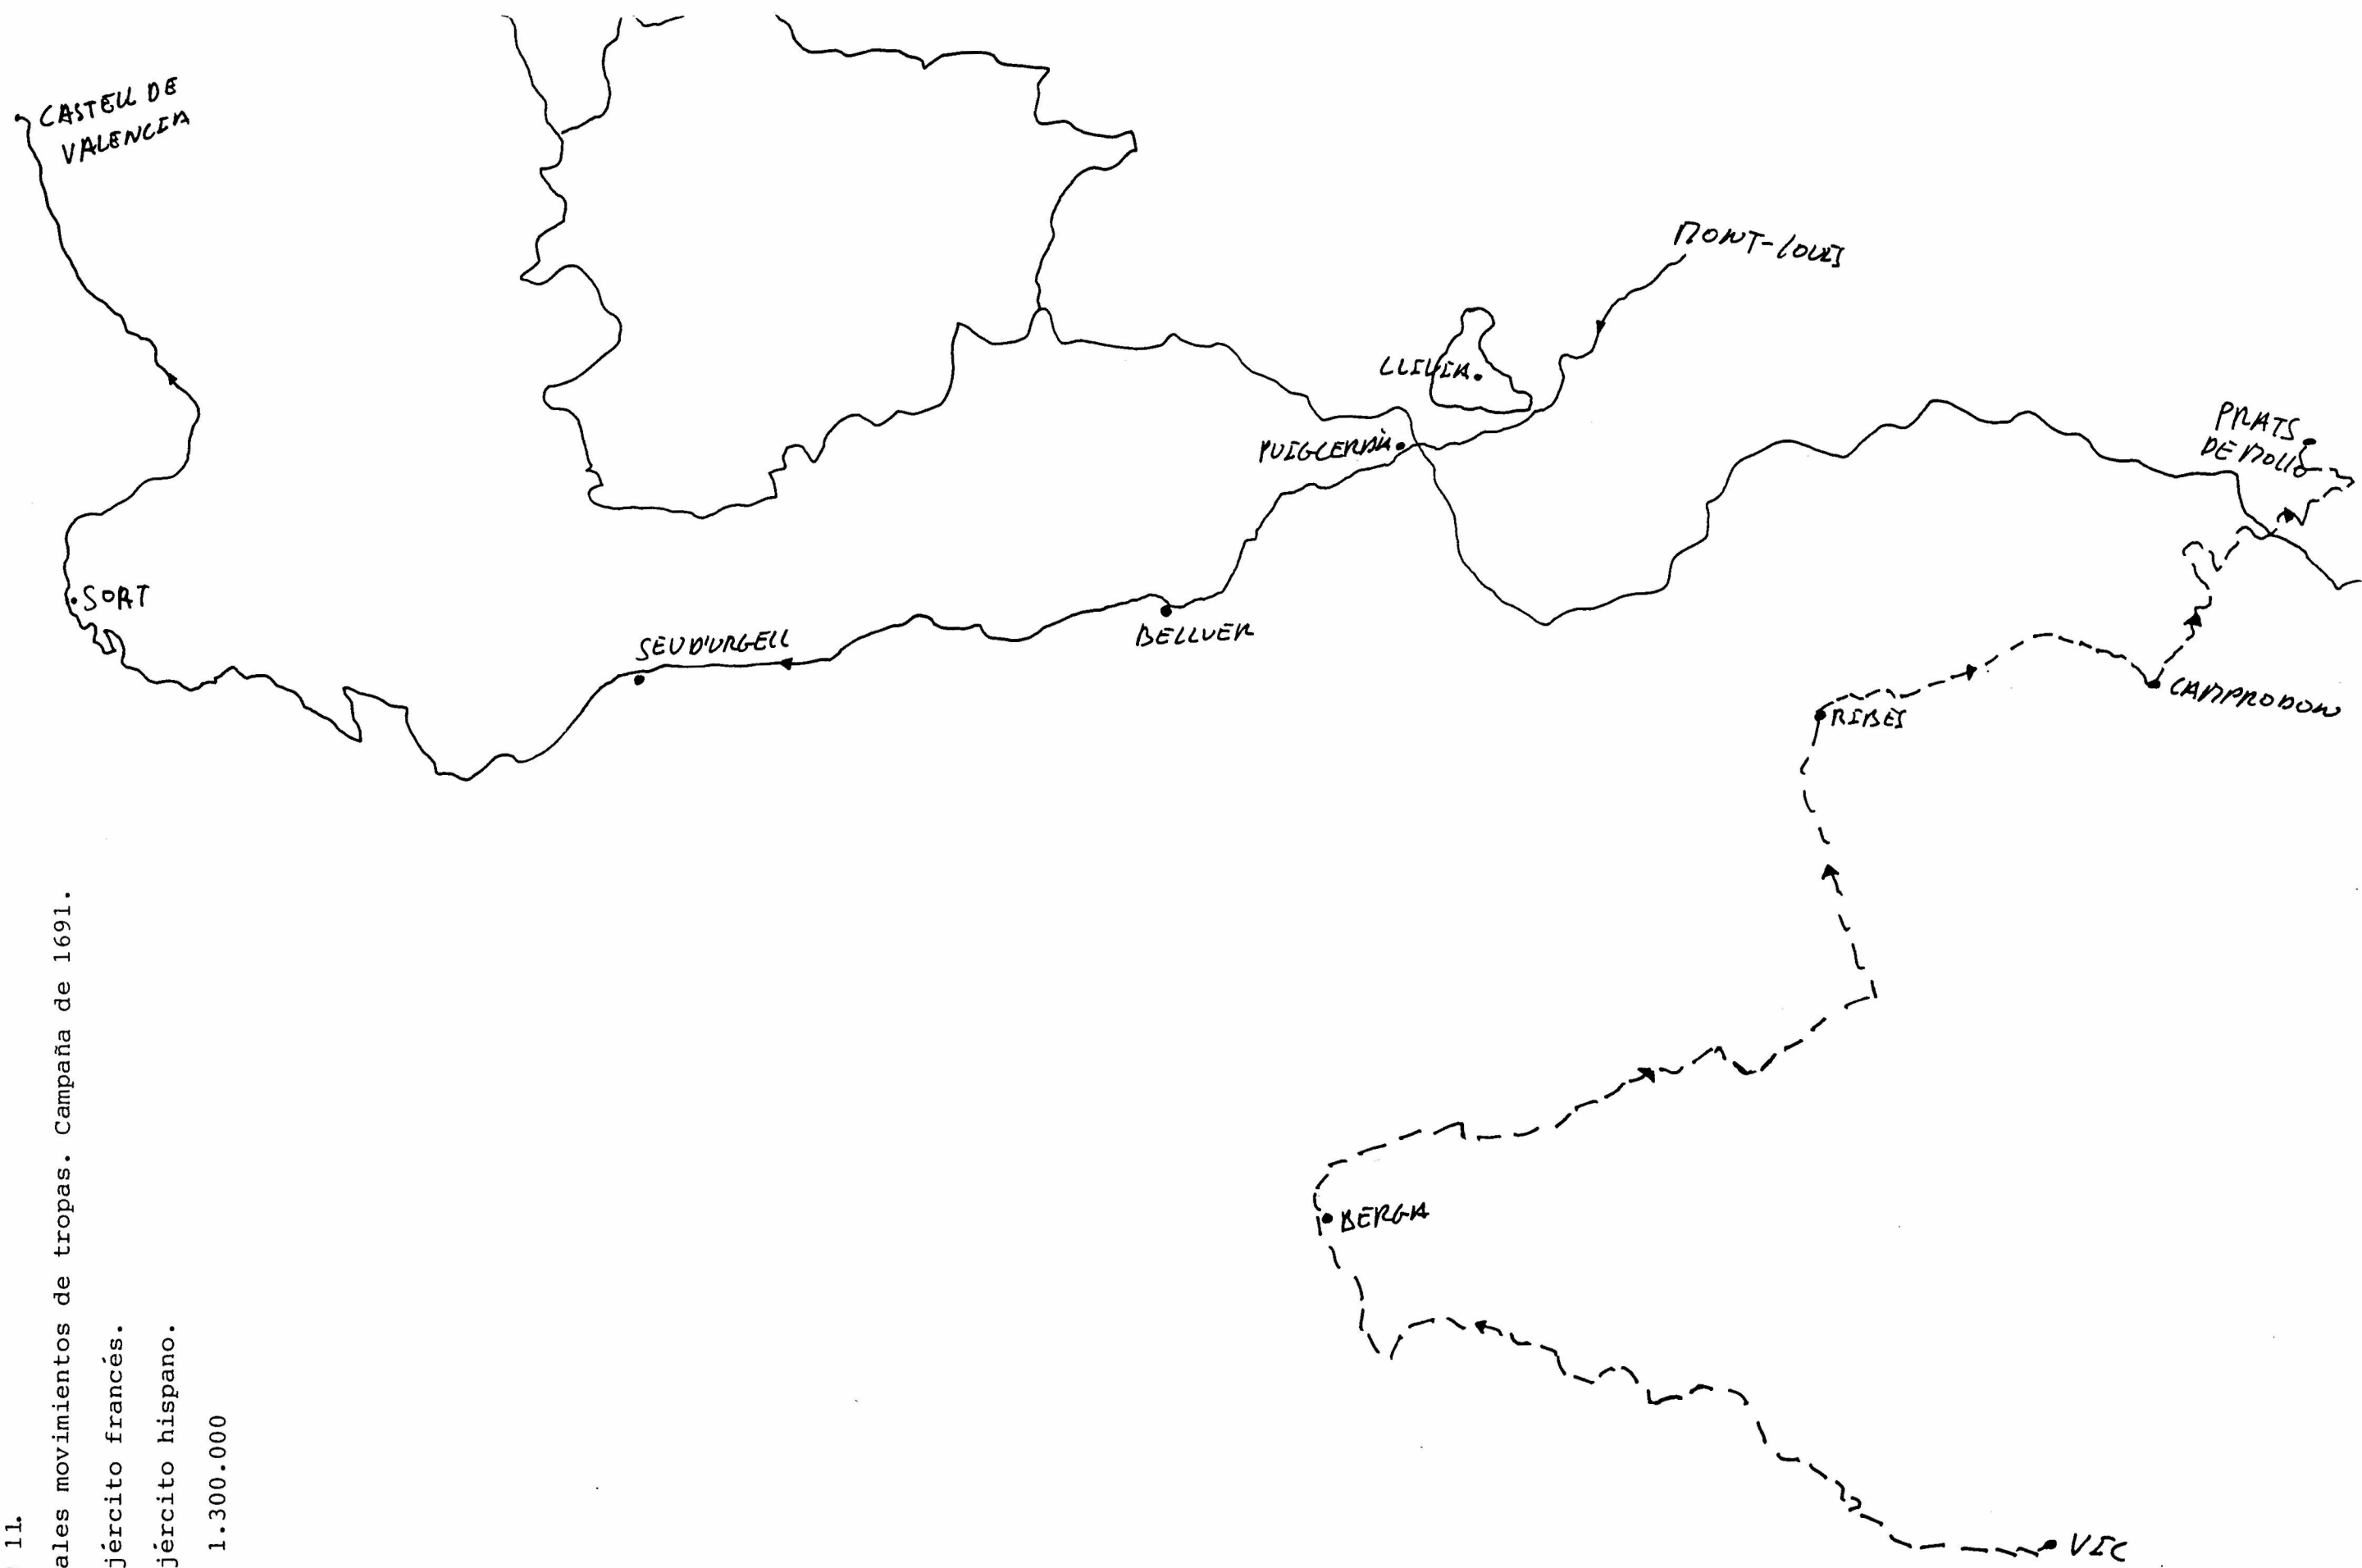 CASTELL DE
VALENCIA
MONT-LOUIS
LLIVIA
PUIGCERDÀ
PRATS
DE MOLLÓ
SORT
SEU D'URGELL
BELLVER
CAMPRODON
RIBES
BERGA
VIC
11.
ales movimientos de tropas. Campaña de 1691.
jército francés.
jército hispano.
1.300.000